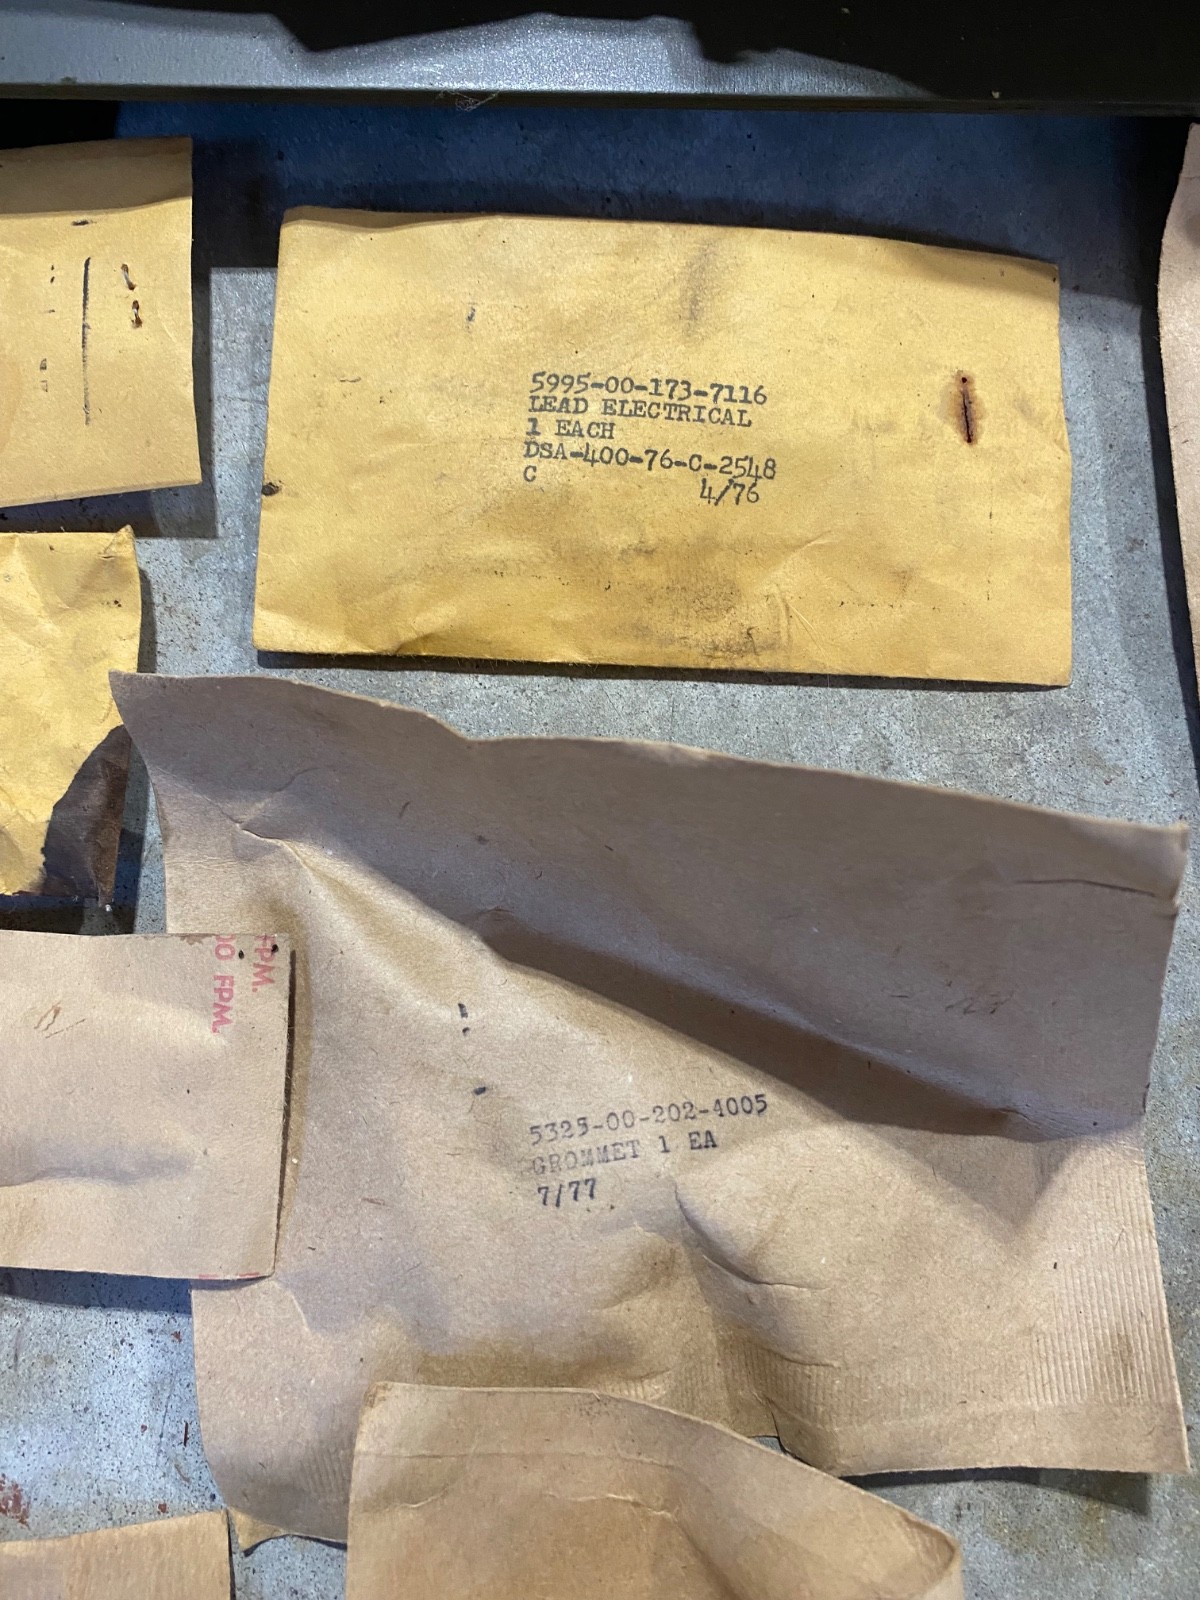 5995-00-173-7116
LEAD ELECTRICAL
1 EACH
DSA-400-76-C-2548
C 4/76
FPM.
00 FPM.
5325-00-202-4005
GROMMET 1 EA
7/77